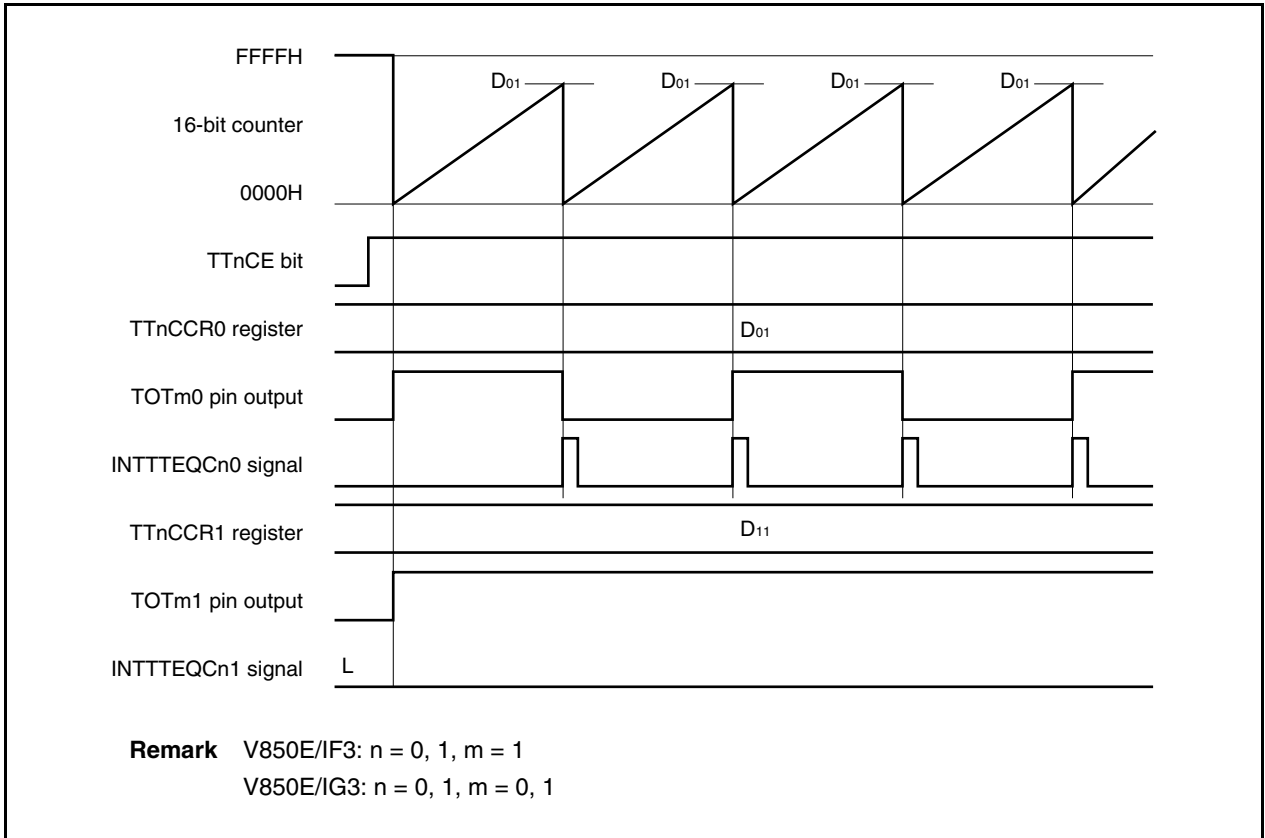 FFFFH
D01 D01 D01 D01
16-bit counter
0000H
TTnCE bit
TTnCCR0 register D01
TOTm0 pin output
INTTTEQCn0 signal
TTnCCR1 register D11
TOTm1 pin output
INTTTEQCn1 signal L
Remark V850E/IF3: n = 0, 1, m = 1
V850E/IG3: n = 0, 1, m = 0, 1